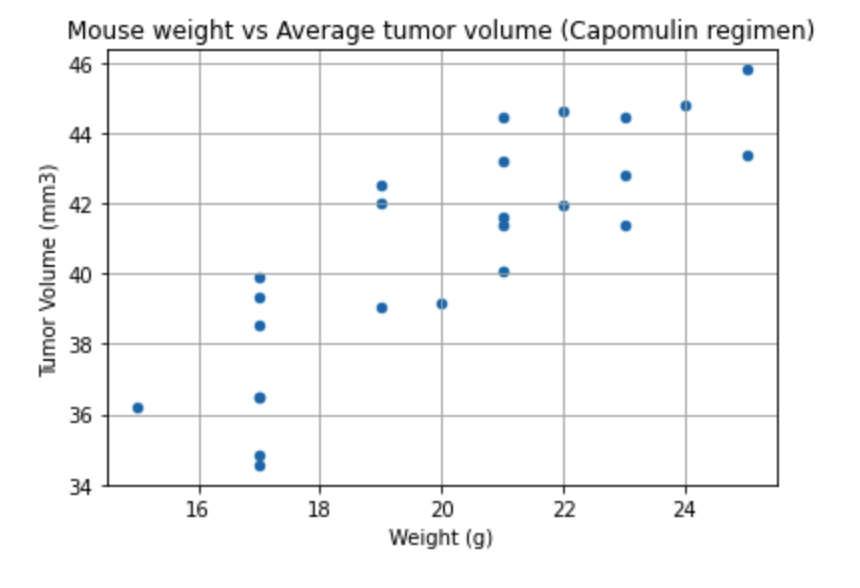 Mouse weight vs Average tumor volume (Capomulin regimen)
46
44
42
40
38
36
34
Tumor Volume (mm3)
16 18 20 22 24
Weight (g)